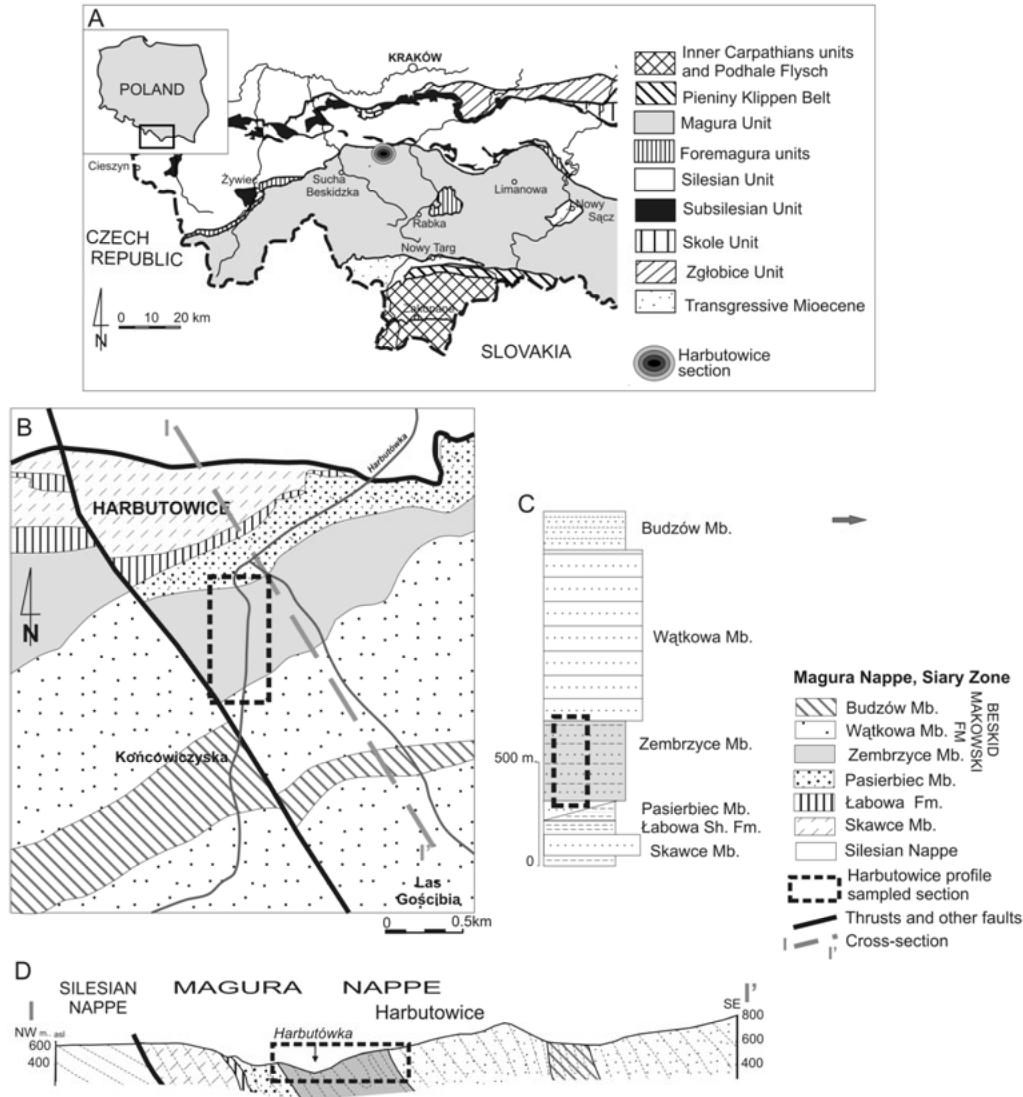 A
POLAND
KRAKÓW
Cieszyn
Żywiec
Sucha
Beskidzka
Limanowa
Nowy
Sącz
Rabka
Nowy Targ
Zakopane
CZECH
REPUBLIC
SLOVAKIA
N
0 10 20 km
Inner Carpathians units
and Podhale Flysch
Pieniny Klippen Belt
Magura Unit
Foremagura units
Silesian Unit
Subsilesian Unit
Skole Unit
Zgłobice Unit
Transgressive Mioecene
Harbutowice
section
B
I
Harbutówka
HARBUTOWICE
N
Końcowiczyska
I'
Las
Gościbia
0 0.5km
C
Budzów Mb.
Wątkowa Mb.
Zembrzyce Mb.
500 m
Pasierbiec Mb.
Łabowa Sh. Fm.
Skawce Mb.
0
Magura Nappe, Siary Zone
Budzów Mb.
Wątkowa Mb.
Zembrzyce Mb.
BESKID
MAKOWSKI
FM
Pasierbiec Mb.
Łabowa Fm.
Skawce Mb.
Silesian Nappe
Harbutowice profile
sampled section
Thrusts and other faults
I I' Cross-section
D
SILESIAN
NAPPE
MAGURA NAPPE
Harbutowice
I
I'
NW m. asl
SE
Harbutówka
600
400
800
600
400